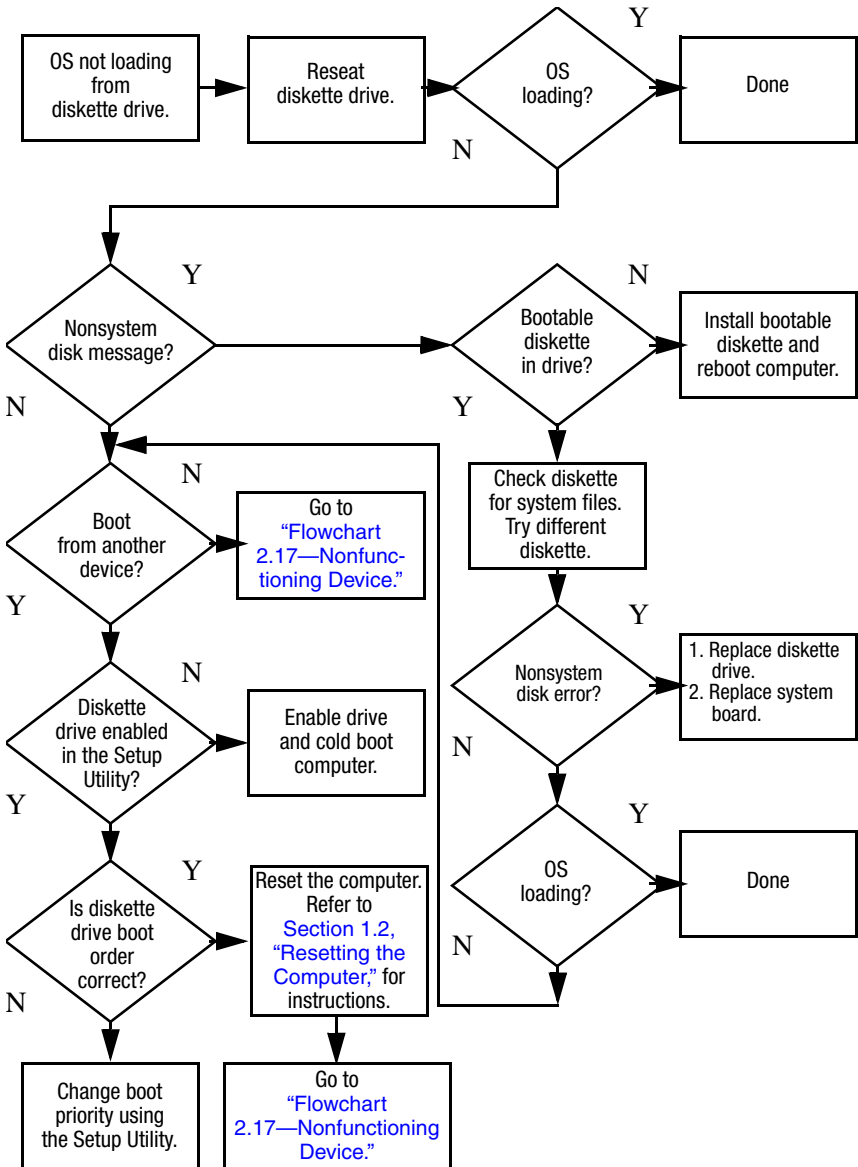 OS not loading
from
diskette drive.
Reseat
diskette drive.
OS
loading?
Y
Done
N
Nonsystem
disk message?
Y
N
Bootable
diskette
in drive?
N
Install bootable
diskette and
reboot computer.
Y
Check diskette
for system files.
Try different
diskette.
Boot
from another
device?
N
Go to
“Flowchart
2.17—Nonfunc-
tioning Device.”
Y
Nonsystem
disk error?
Y
1. Replace diskette
drive.
2. Replace system
board.
N
Diskette
drive enabled
in the Setup
Utility?
N
Enable drive
and cold boot
computer.
Y
OS
loading?
Y
Done
N
Is diskette
drive boot
order
correct?
Y
Reset the computer.
Refer to
Section 1.2,
“Resetting the
Computer,” for
instructions.
N
Change boot
priority using
the Setup Utility.
Go to
“Flowchart
2.17—Nonfunctioning
Device.”